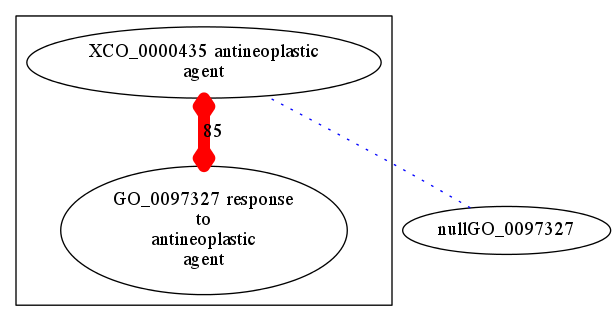 XCO_0000435 antineoplastic
agent
85
GO_0097327 response
to
antineoplastic
agent
nullGO_0097327